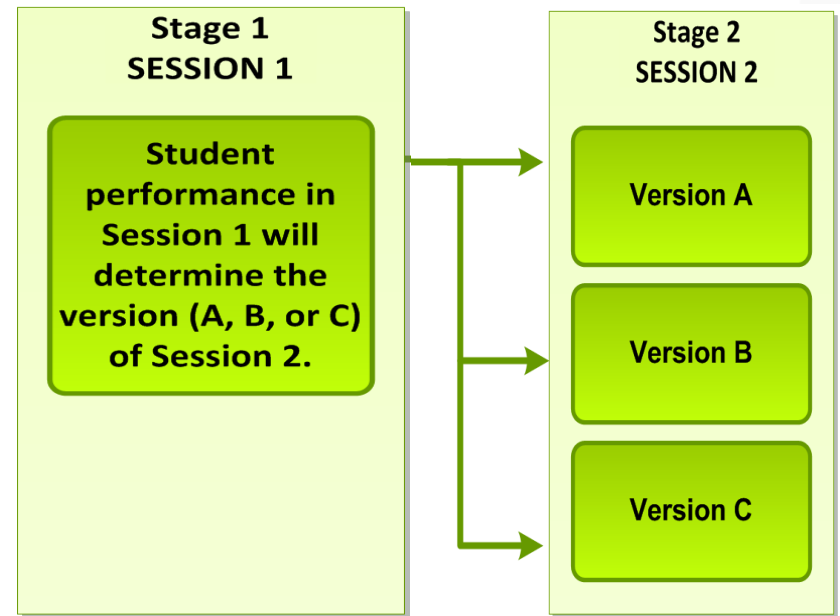 Stage 1
SESSION 1
Student
performance in
Session 1 will
determine the
version (A, B, or C)
of Session 2.
Stage 2
SESSION 2
Version A
Version B
Version C